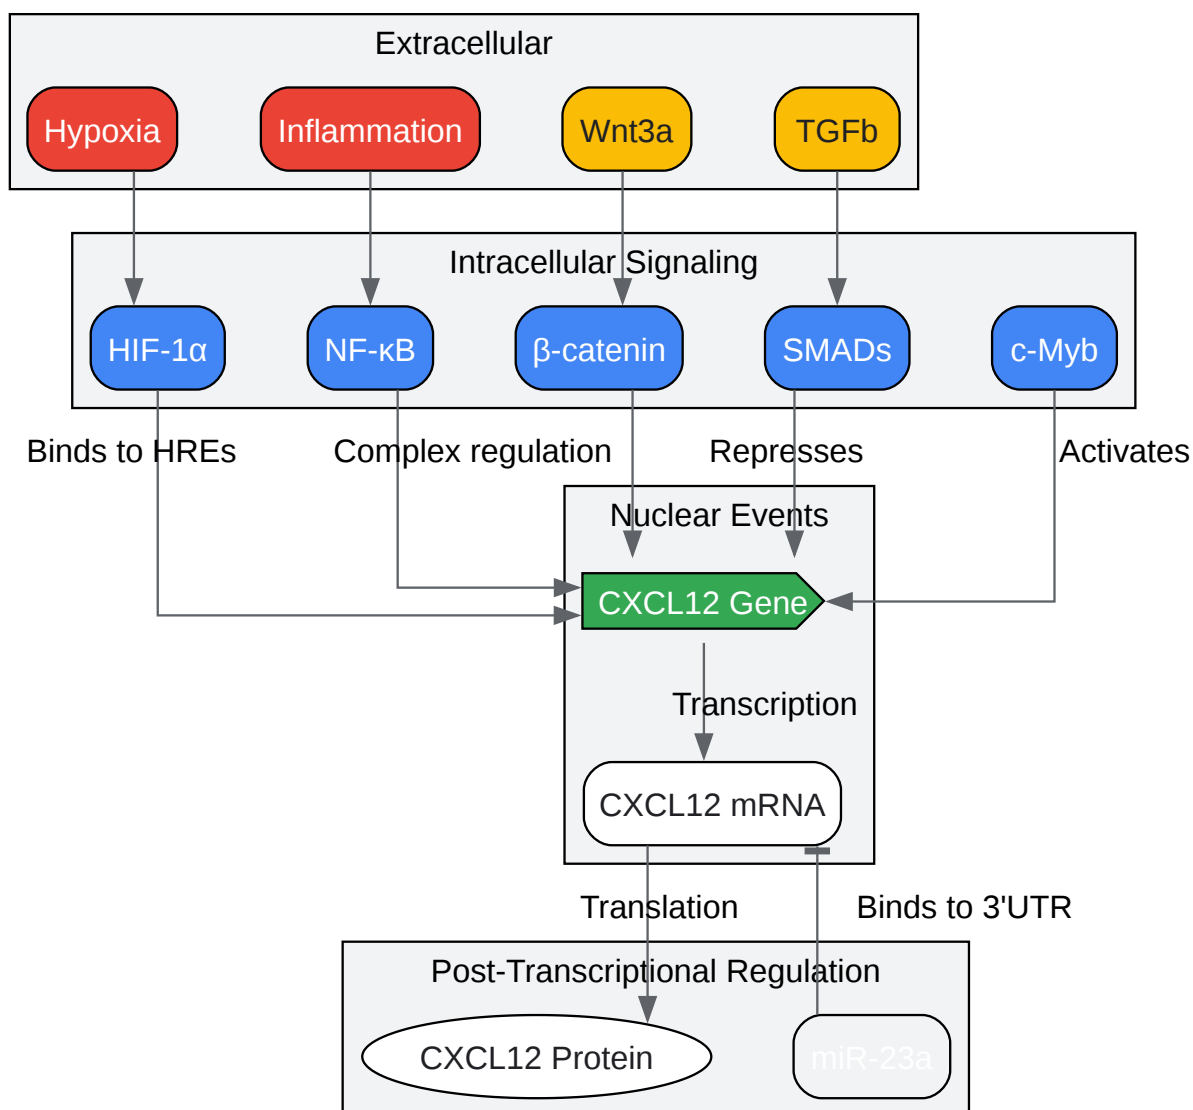 Extracellular
Hypoxia
Inflammation
Wnt3a
TGFb
Intracellular Signaling
HIF-1α
NF-κB
β-catenin
SMADs
c-Myb
Binds to HREs
Complex regulation
Represses
Activates
Nuclear Events
CXCL12 Gene
Transcription
CXCL12 mRNA
Translation
Binds to 3'UTR
Post-Transcriptional Regulation
CXCL12 Protein
miR-23a